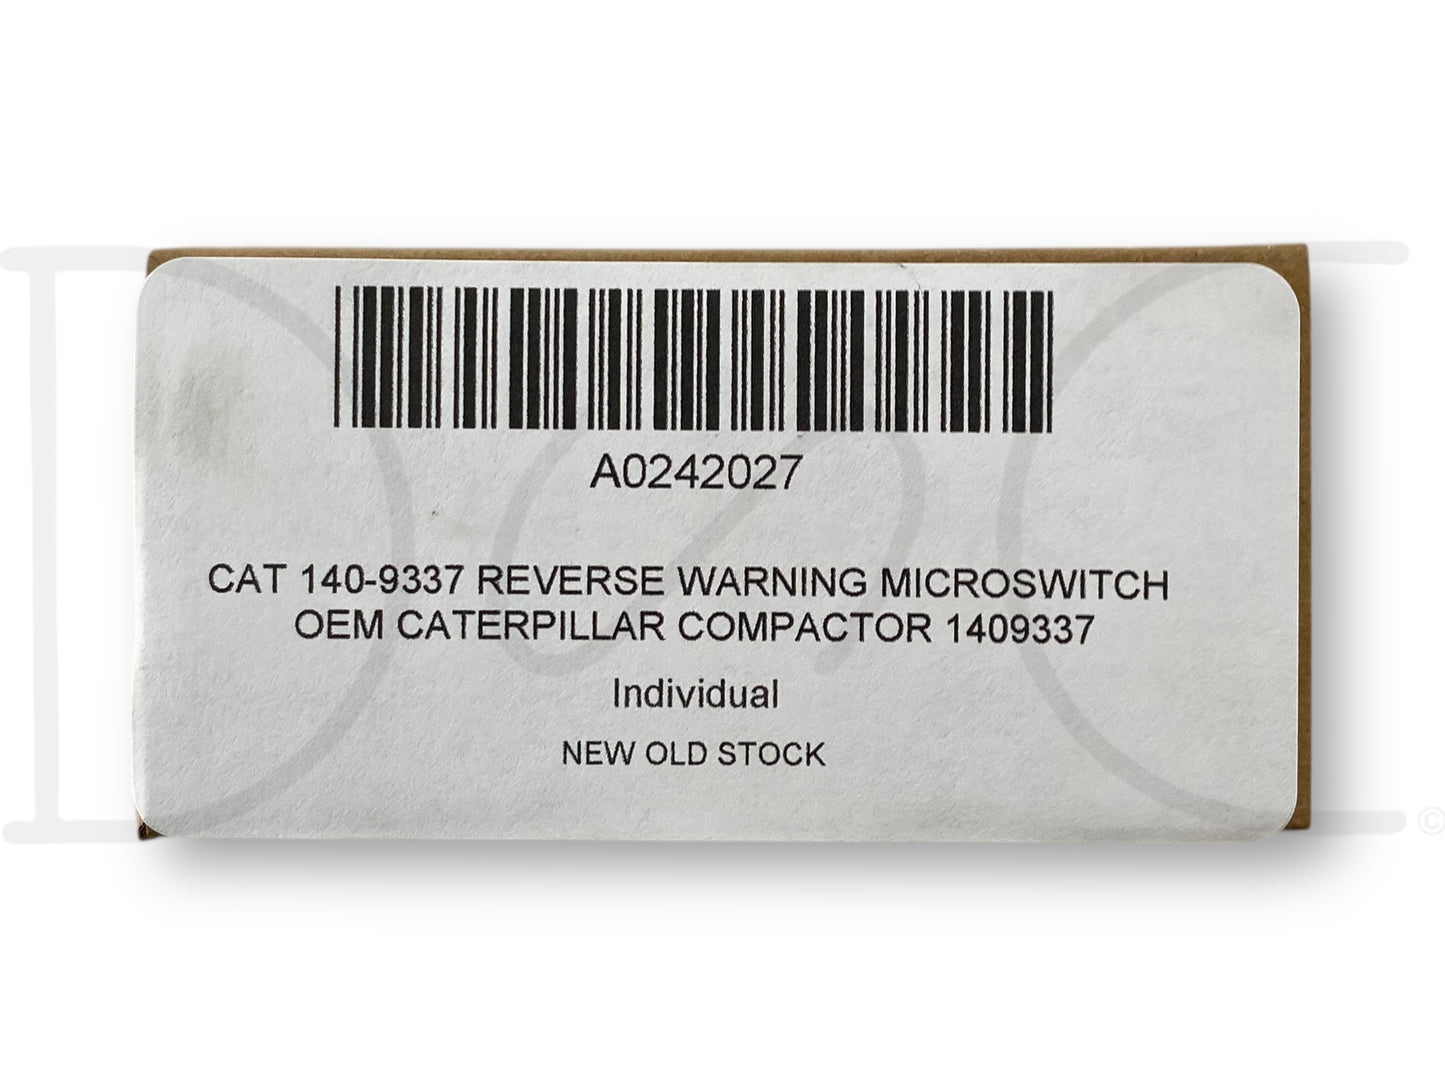 A0242027
CAT 140-9337 REVERSE WARNING MICROSWITCH
OEM CATERPILLAR COMPACTOR 1409337
Individual
NEW OLD STOCK
©